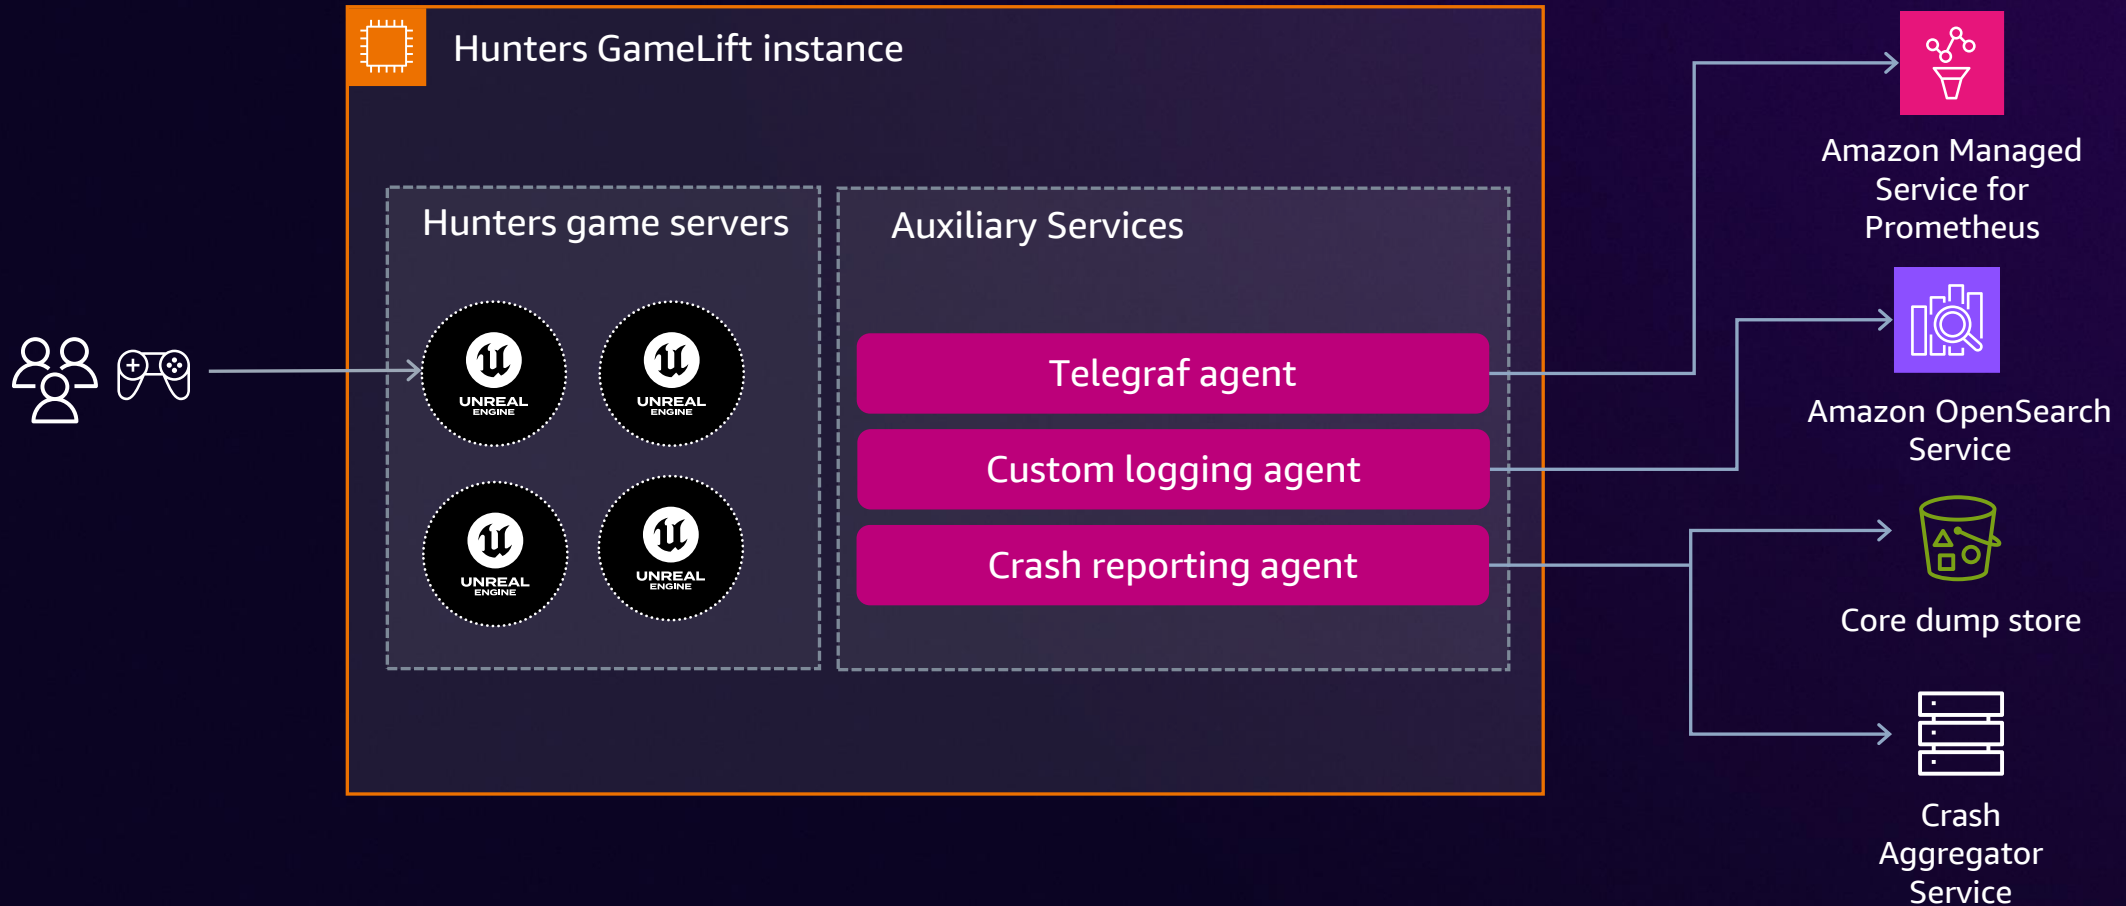 Hunters GameLift instance
Hunters game servers
UNREAL
ENGINE
UNREAL
ENGINE
UNREAL
ENGINE
UNREAL
ENGINE
Auxiliary Services
Telegraf agent
Custom logging agent
Crash reporting agent
Amazon Managed
Service for
Prometheus
Amazon OpenSearch
Service
Core dump store
Crash
Aggregator
Service